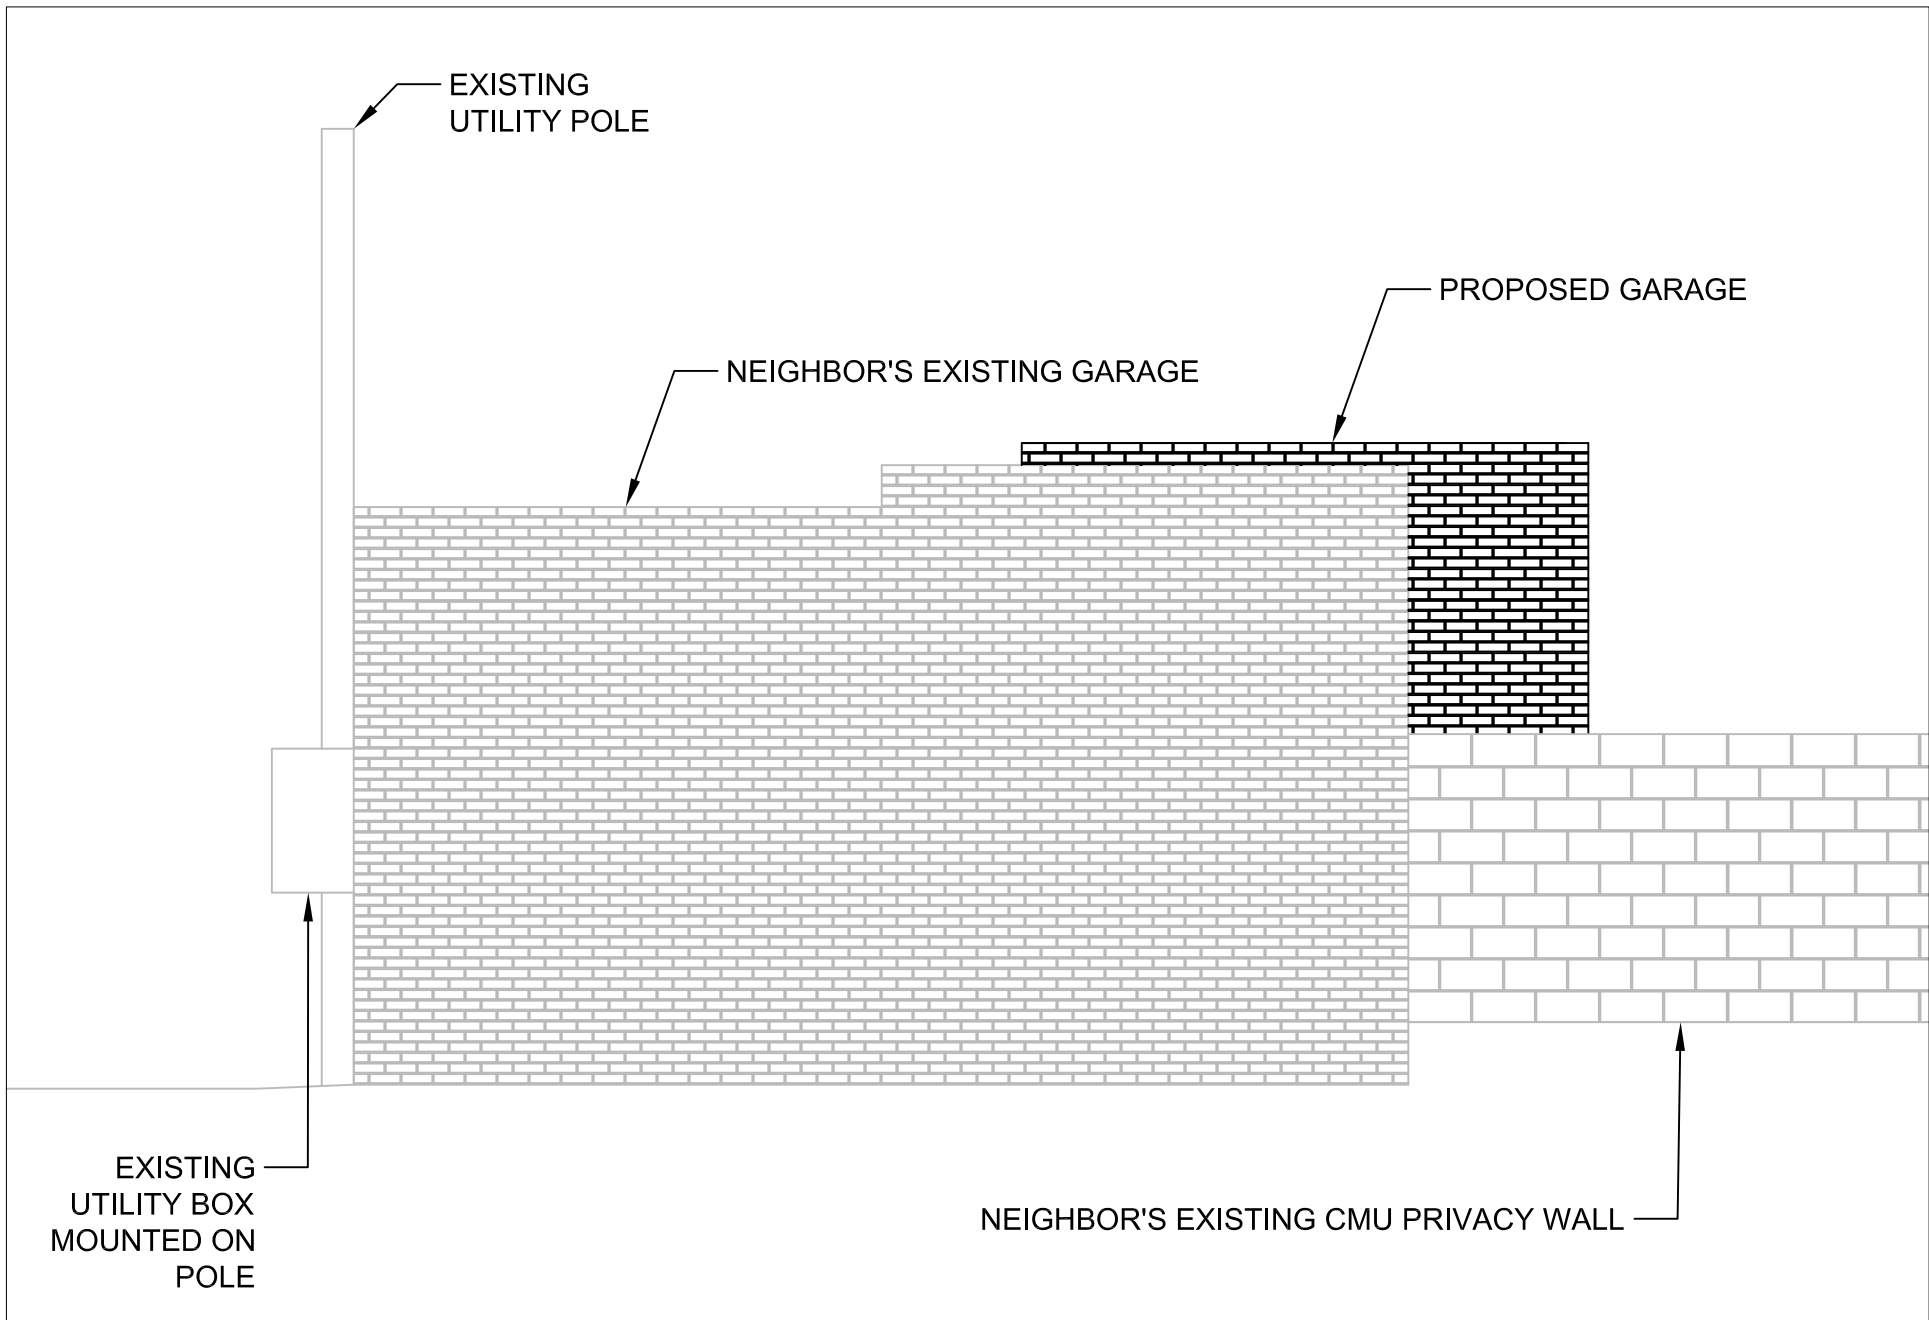 EXISTING
UTILITY POLE
PROPOSED GARAGE
NEIGHBOR'S EXISTING GARAGE
EXISTING
UTILITY BOX
MOUNTED ON
POLE
NEIGHBOR'S EXISTING CMU PRIVACY WALL